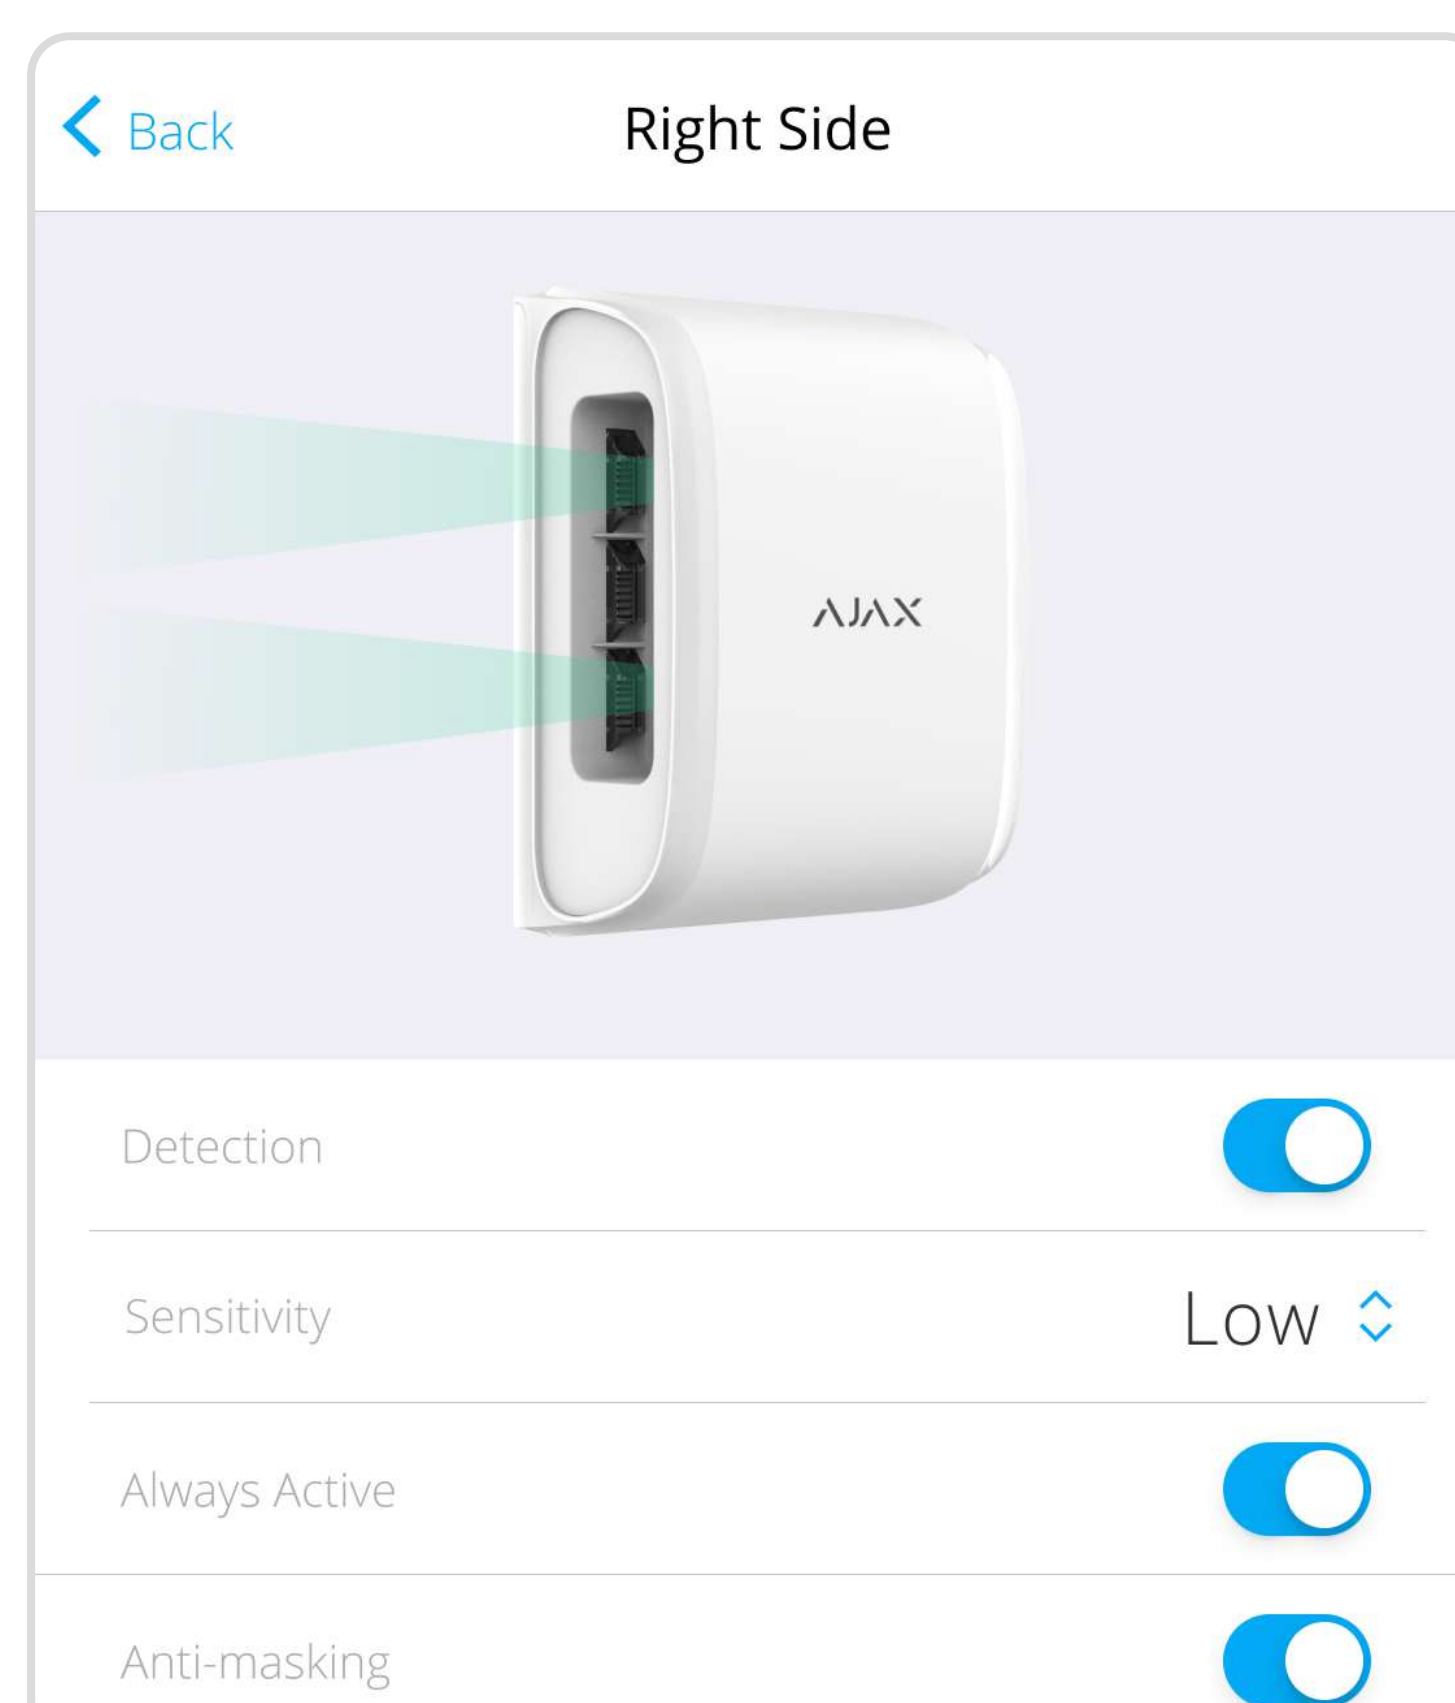 Back
Right Side
AJAX
Detection
Sensitivity
Low
Always Active
Anti-masking